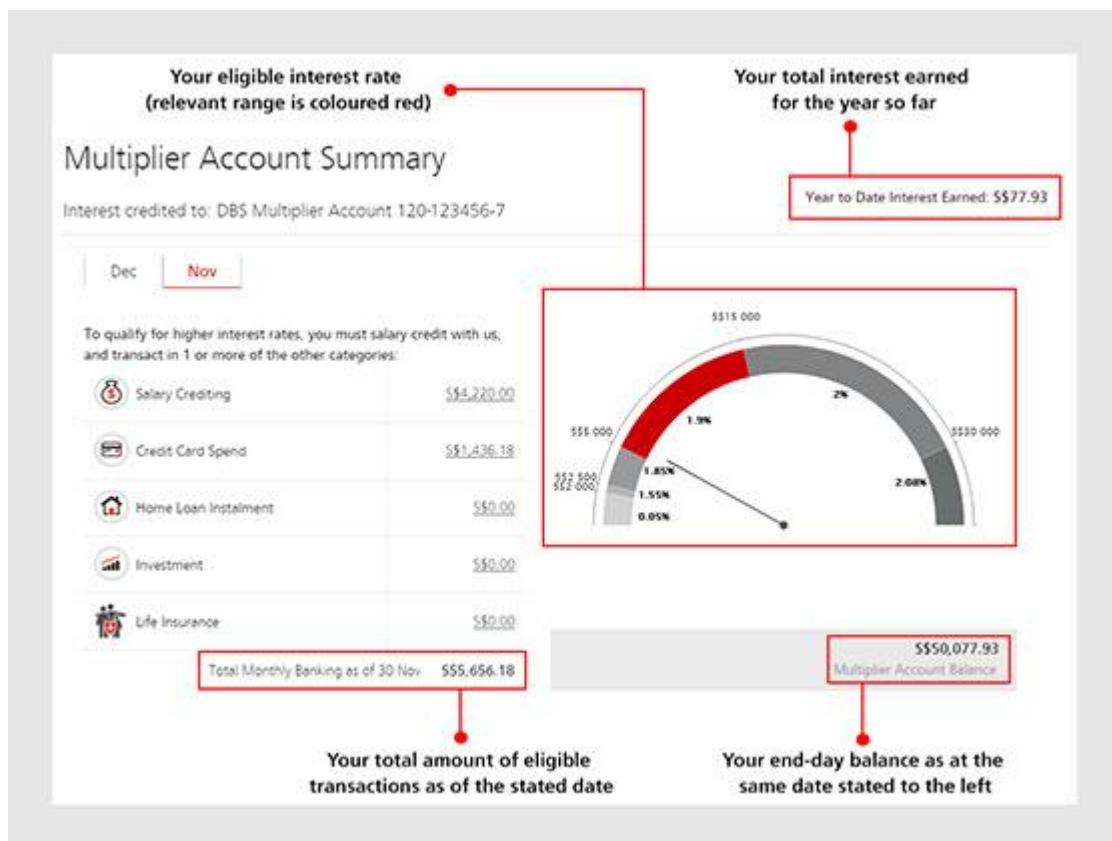 Your eligible interest rate
(relevant range is coloured red)
Your total interest earned
for the year so far
Multiplier Account Summary
Year to Date Interest Earned: S$77.93
Interest credited to: DBS Multiplier Account 120-123456-7
Dec
Nov
To qualify for higher interest rates, you must salary credit with us,
and transact in 1 or more of the other categories:
Salary Crediting
S$4,220.00
Credit Card Spend
S$1,436.18
Home Loan Instalment
S$0.00
Investment
S$0.00
Life Insurance
S$0.00
Total Monthly Banking as of 30 Nov
S$5,656.18
S$15 000
2%
1.9%
S$5 000
S$30 000
1.85%
S$2 500
S$2 000
2.08%
1.55%
0.05%
S$50,077.93
Multiplier Account Balance
Your total amount of eligible
transactions as of the stated date
Your end-day balance as at the
same date stated to the left